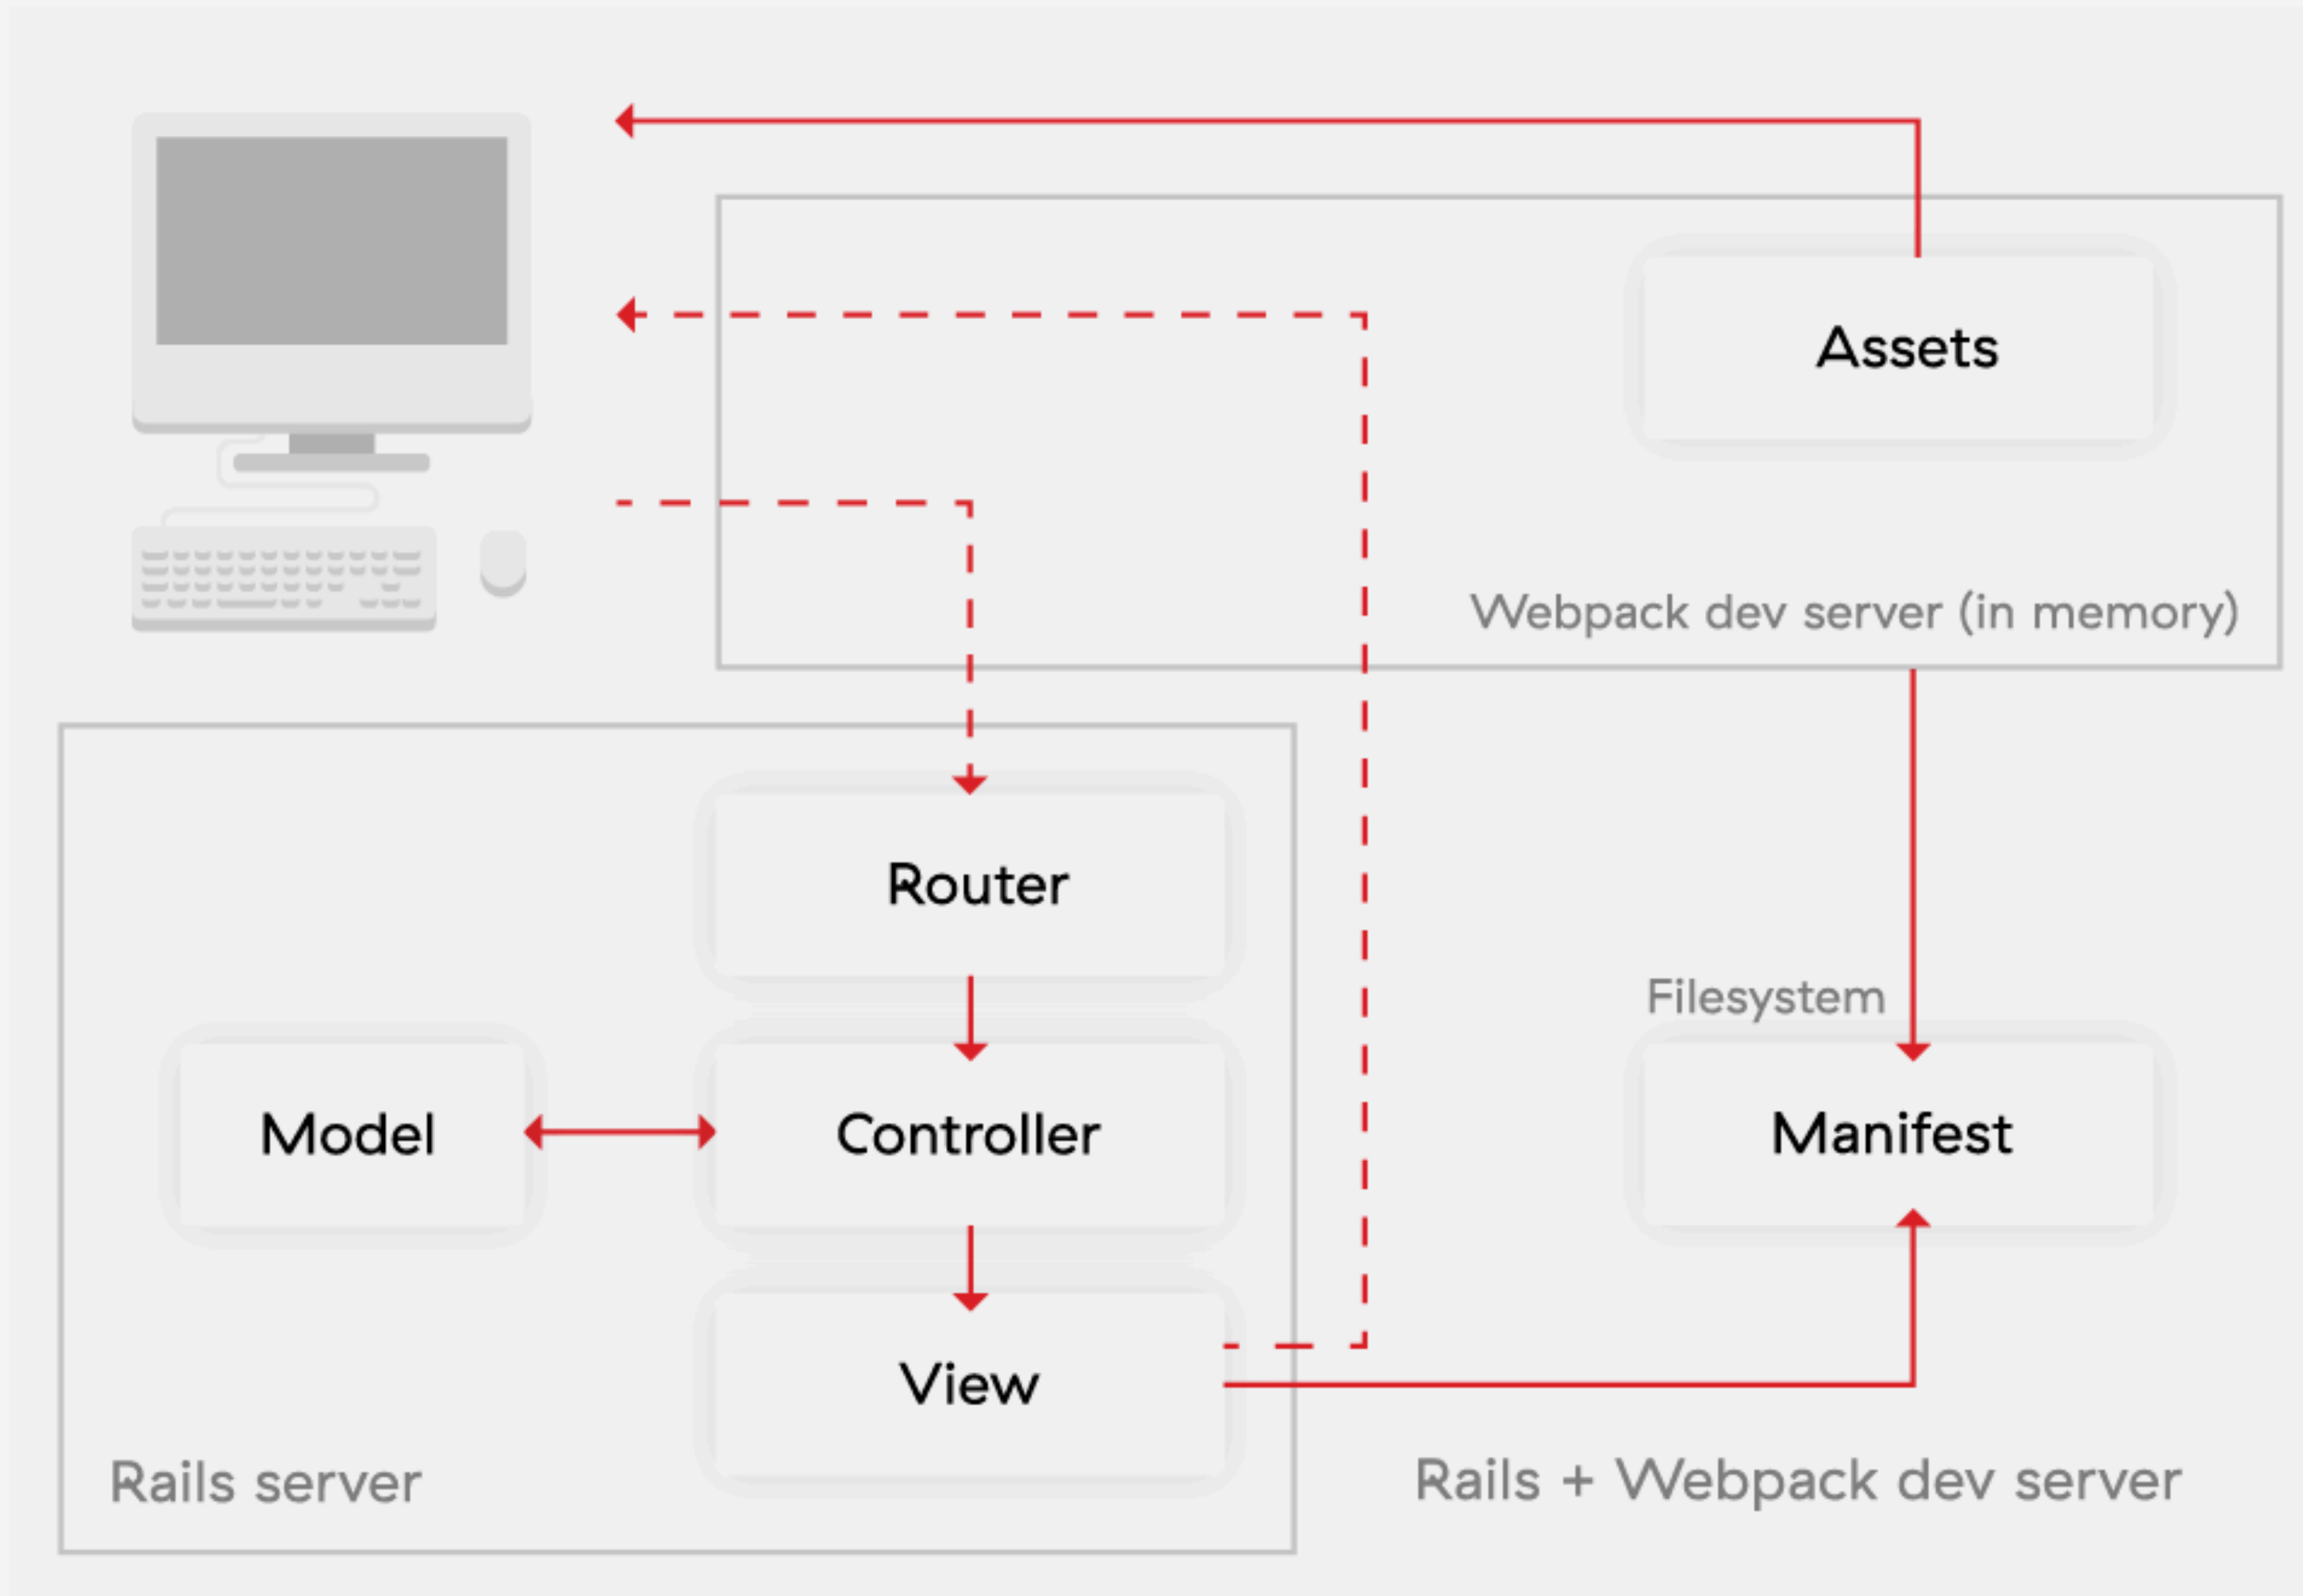 Assets
Webpack dev server (in memory)
Router
Filesystem
Model
Controller
Manifest
View
Rails server
Rails + Webpack dev server